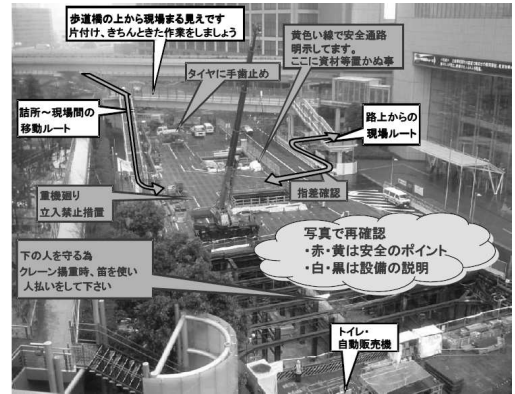 歩道橋の上から現場まる見えです
片付け、きちんときた作業をしましょう
黄色い線で安全通路
明示してます。
ここに資材等置かぬ事
タイヤに手歯止め
詰所～現場間の
移動ルート
路上からの
現場ルート
重機廻り
立入禁止措置
指差確認
写真で再確認
・赤・黄は安全のポイント
・白・黒は設備の説明
下の人を守る為
クレーン揚重時、笛を使い
人払いをして下さい
トイレ・
自動販売機